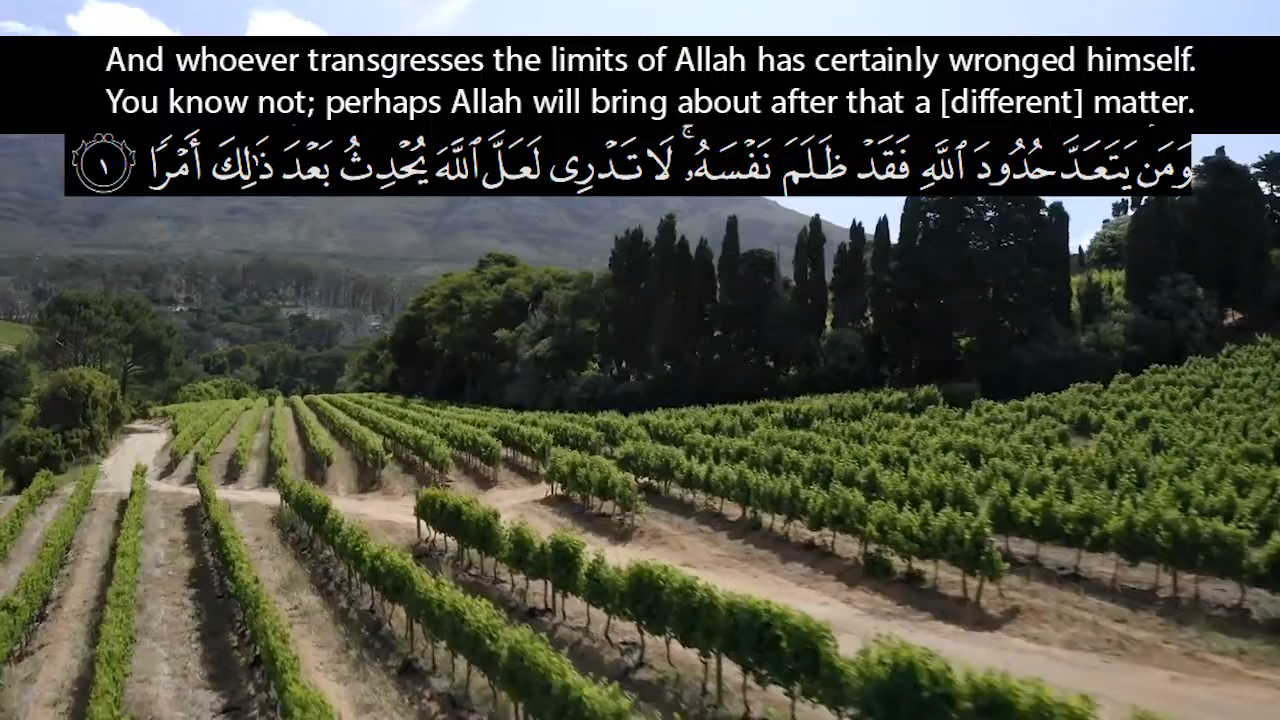 And whoever transgresses the limits of Allah has certainly wronged himself.
You know not; perhaps Allah will bring about after that a [different] matter.
وَمَن يَتَعَدَّ حُدُودَ ٱللَّهِ فَقَدْ ظَلَمَ نَفْسَهُۥۚ لَا تَدْرِى لَعَلَّ ٱللَّهَ يُحْدِثُ بَعْدَ ذَٰلِكَ أَمْرًا ١